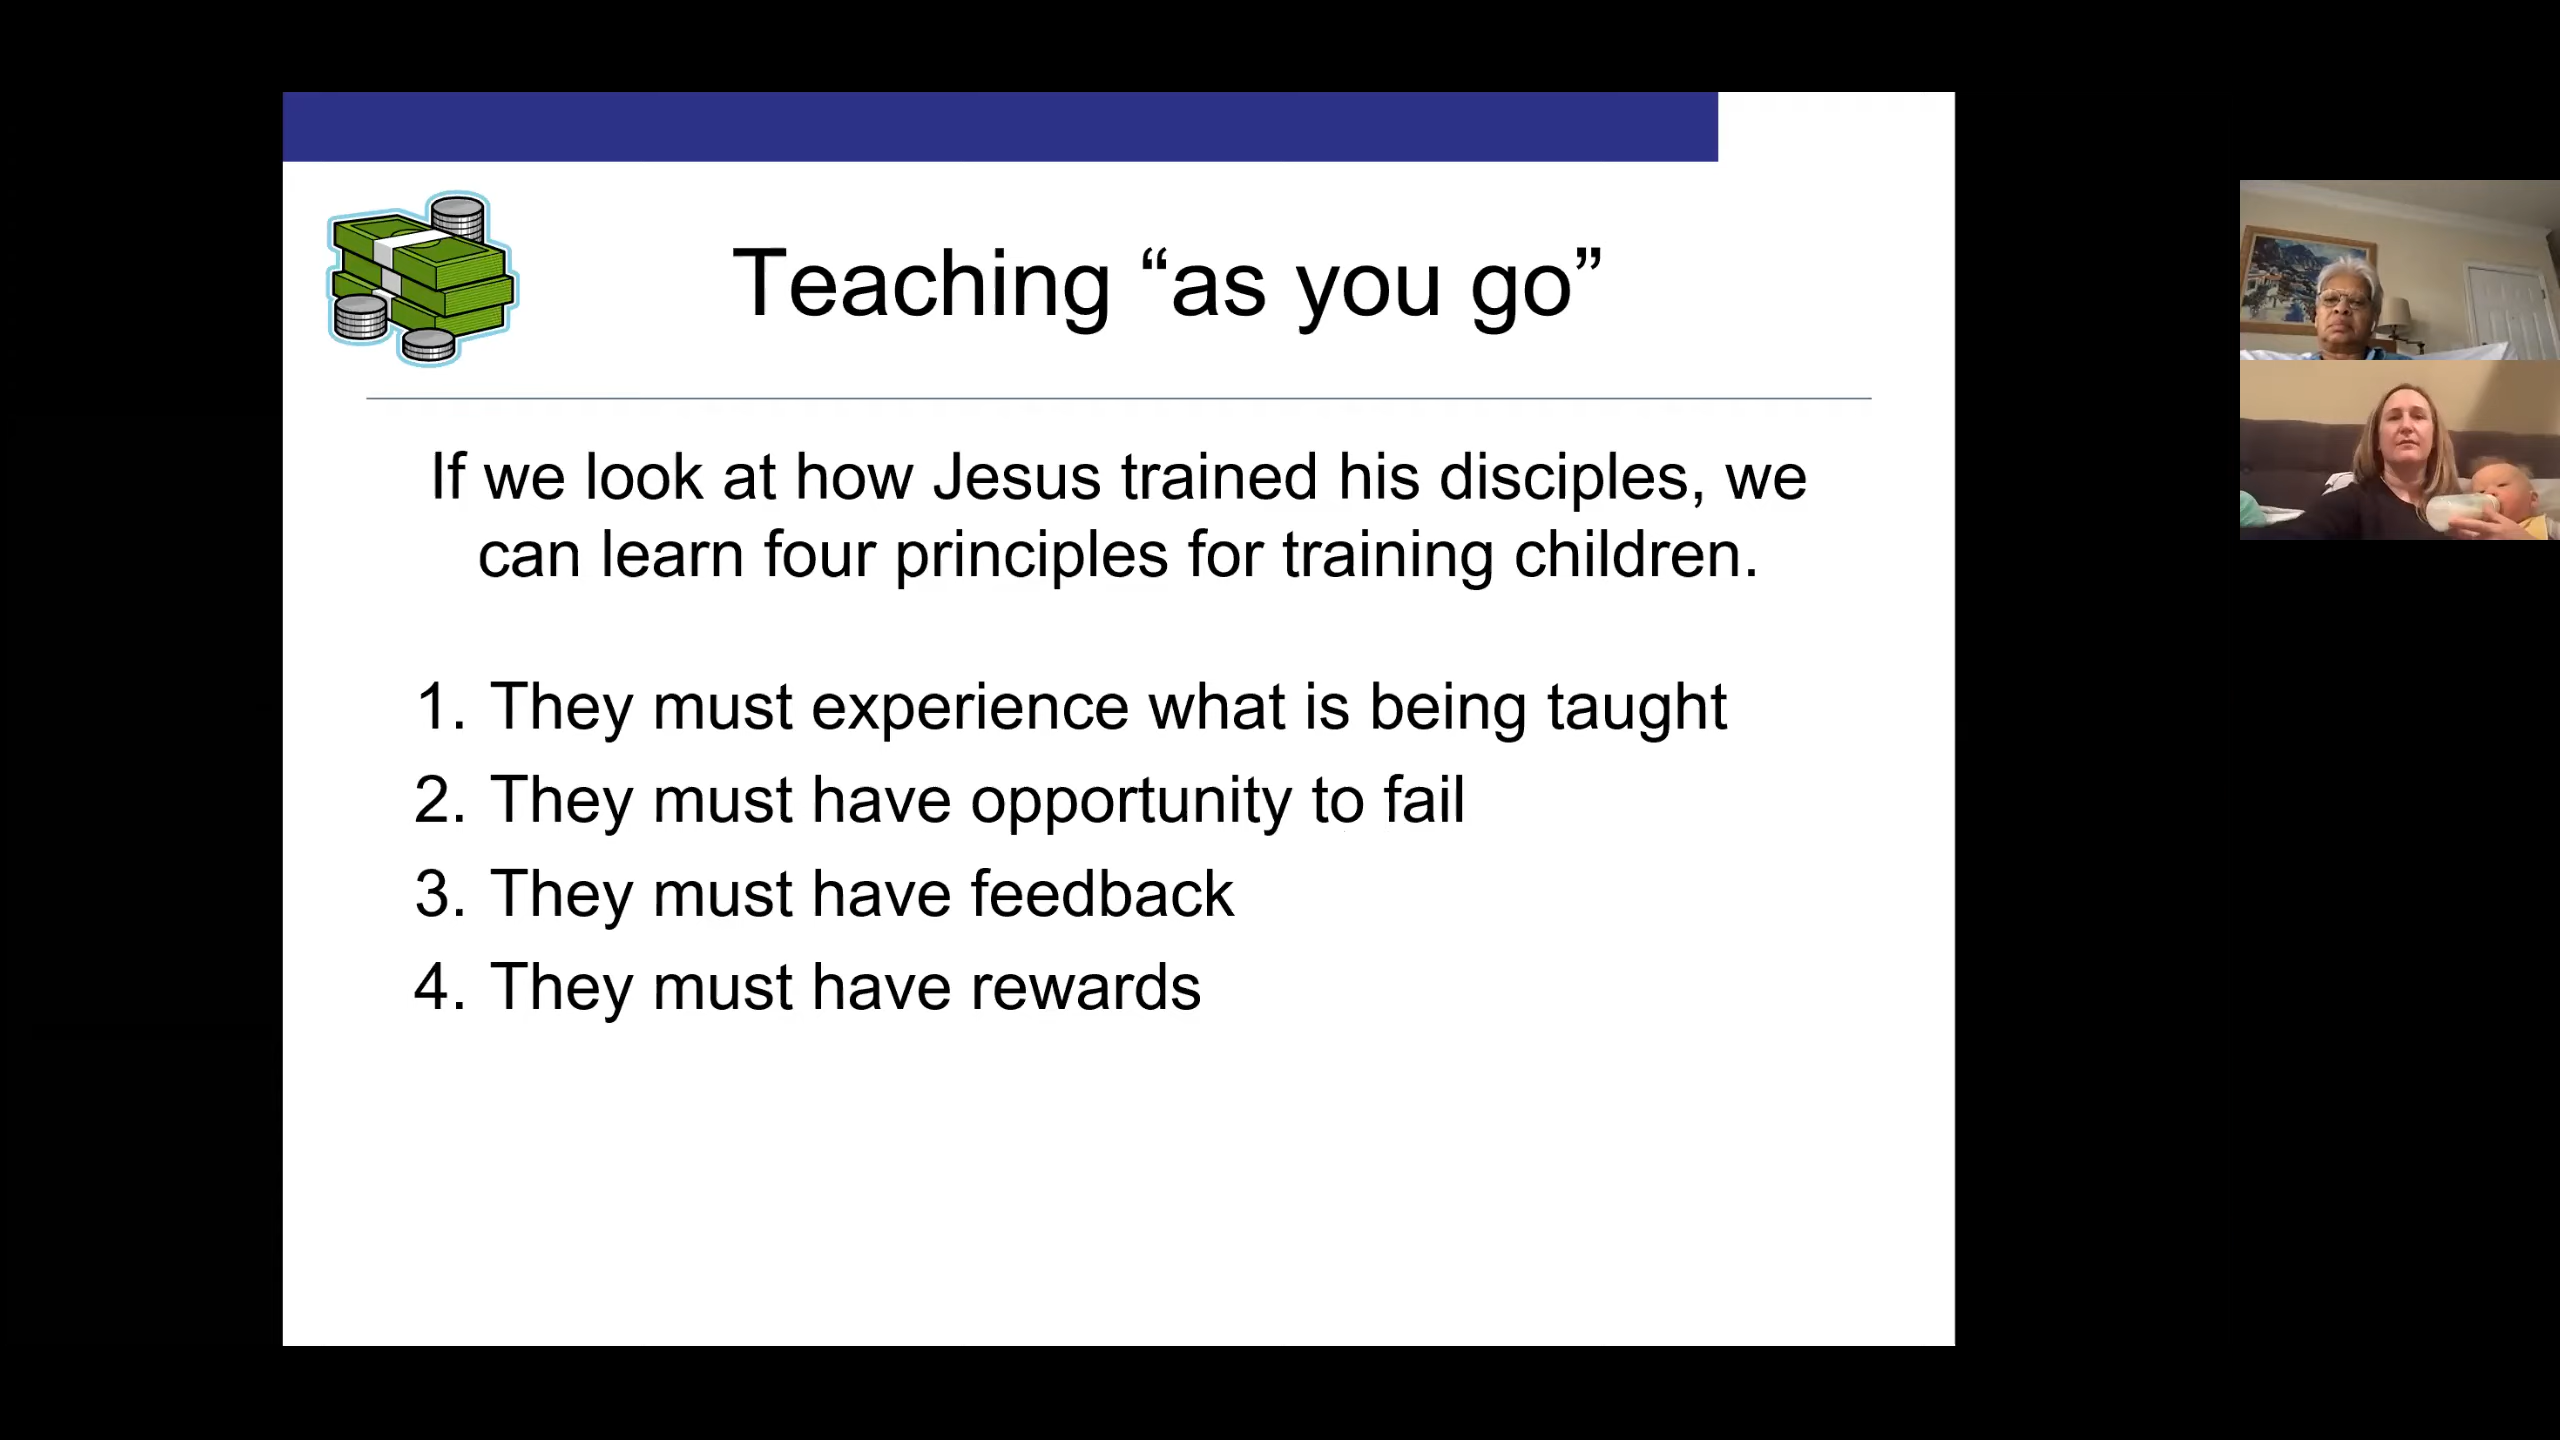 Teaching “as you go”
If we look at how Jesus trained his disciples, we
can learn four principles for training children.
1. They must experience what is being taught
2. They must have opportunity to fail
3. They must have feedback
4. They must have rewards